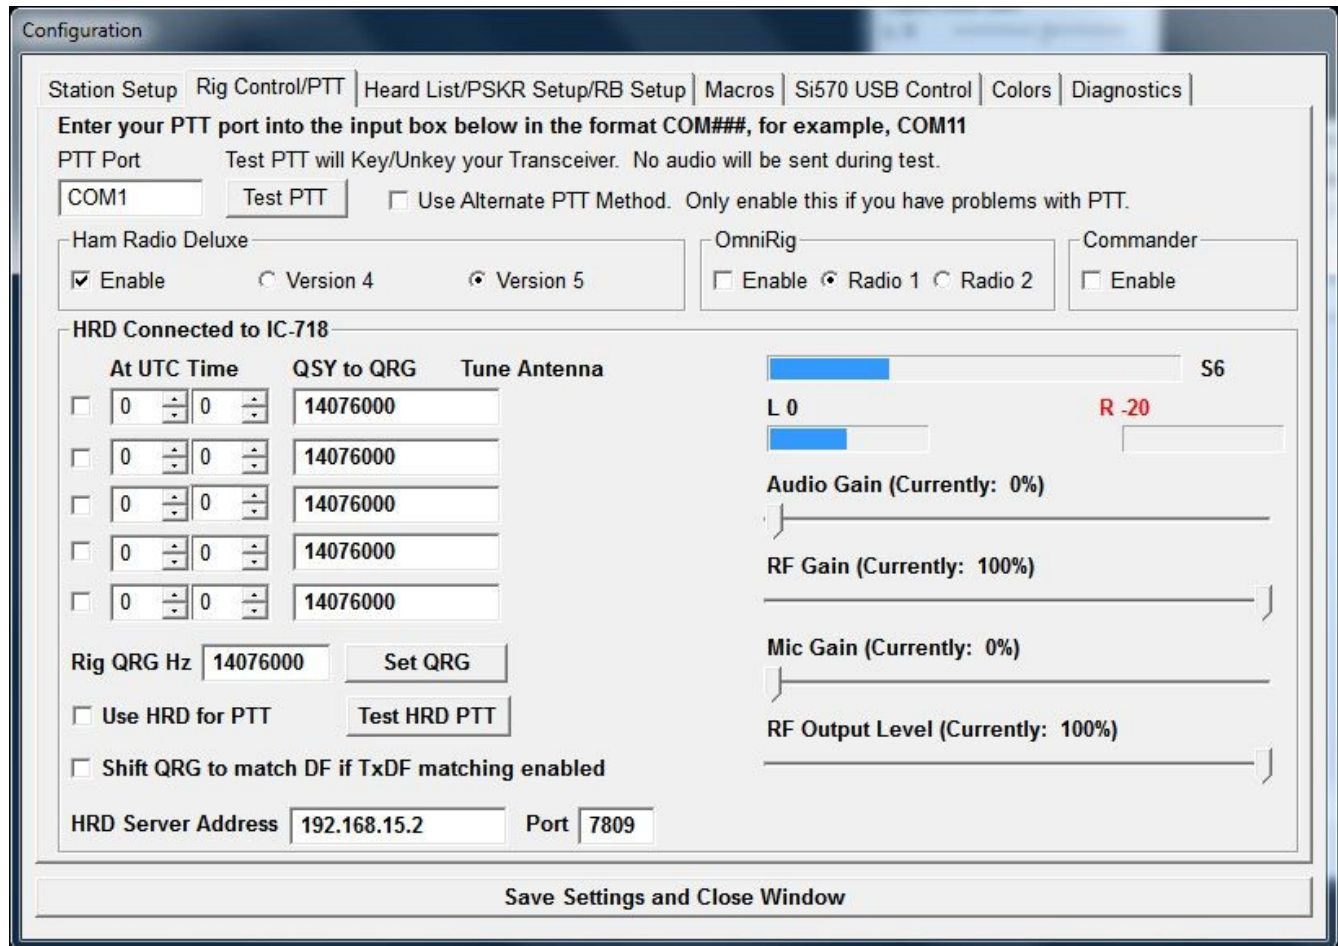 Configuration
Station Setup Rig Control/PTT Heard List/PSKR Setup/RB Setup Macros Si570 USB Control Colors Diagnostics
Enter your PTT port into the input box below in the format COM###, for example, COM11
PTT Port Test PTT will Key/Unkey your Transceiver. No audio will be sent during test.
COM1 Test PTT Use Alternate PTT Method. Only enable this if you have problems with PTT.
Ham Radio Deluxe OmniRig Commander
Enable Version 4 Version 5 Enable Radio 1 Radio 2 Enable
HRD Connected to IC-718
At UTC Time QSY to QRG Tune Antenna S6
0 0 14076000 L 0 R -20
0 0 14076000
0 0 14076000 Audio Gain (Currently: 0%)
0 0 14076000 RF Gain (Currently: 100%)
0 0 14076000
Rig QRG Hz 14076000 Set QRG Mic Gain (Currently: 0%)
Use HRD for PTT Test HRD PTT RF Output Level (Currently: 100%)
Shift QRG to match DF if TxDF matching enabled
HRD Server Address 192.168.15.2 Port 7809
Save Settings and Close Window